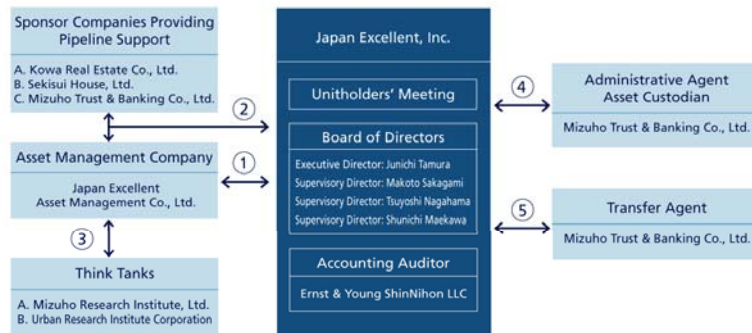 Sponsor Companies Providing
Pipeline Support
A. Kowa Real Estate Co., Ltd.
B. Sekisui House, Ltd.
C. Mizuho Trust & Banking Co., Ltd.
②
Asset Management Company
Japan Excellent
Asset Management Co., Ltd.
①
③
Think Tanks
A. Mizuho Research Institute, Ltd.
B. Urban Research Institute Corporation
Japan Excellent, Inc.
Unitholders' Meeting
Board of Directors
Executive Director: Junichi Tamura
Supervisory Director: Makoto Sakagami
Supervisory Director: Tsuyoshi Nagahama
Supervisory Director: Shunichi Maekawa
Accounting Auditor
Ernst & Young ShinNihon LLC
④
Administrative Agent
Asset Custodian
Mizuho Trust & Banking Co., Ltd.
⑤
Transfer Agent
Mizuho Trust & Banking Co., Ltd.